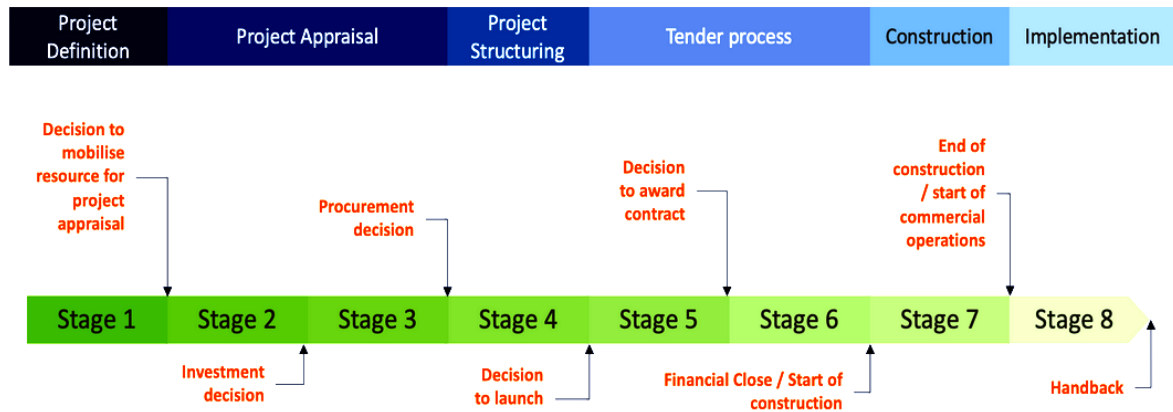 Project
Definition
Project Appraisal
Project
Structuring
Tender process
Construction
Implementation
Decision to
mobilise
resource for
project
appraisal
Procurement
decision
Decision
to award
contract
End of
construction
/ start of
commercial
operations
Stage 1
Stage 2
Stage 3
Stage 4
Stage 5
Stage 6
Stage 7
Stage 8
Investment
decision
Decision
to launch
Financial Close / Start of
construction
Handback